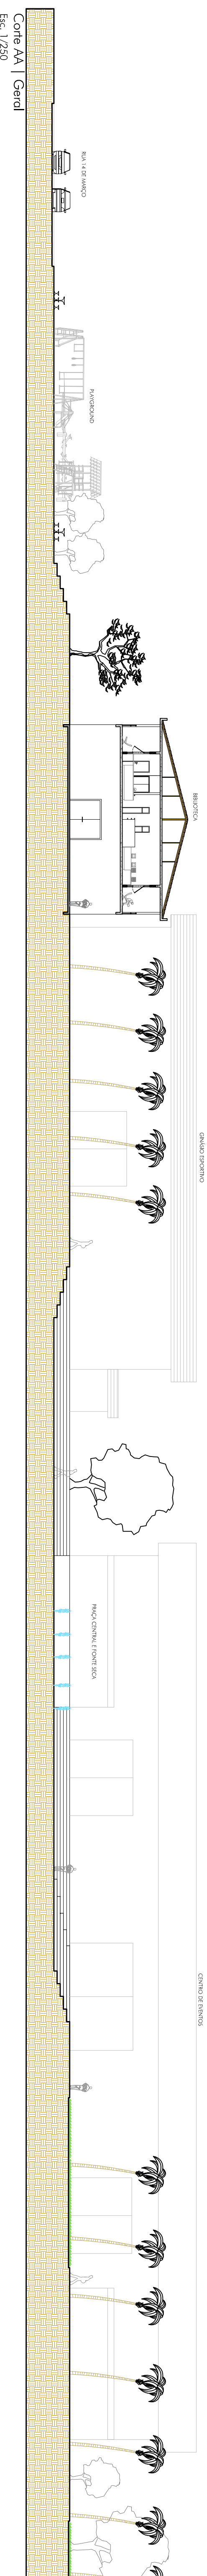 RUA 14 DE MARÇO
PLAYGROUND
BIBLIOTECA
GINÁSIO ESPORTIVO
PRAÇA CENTRAL E FONTE SECA
CENTRO DE EVENTOS
Corte AA | Geral
Esc. 1/250